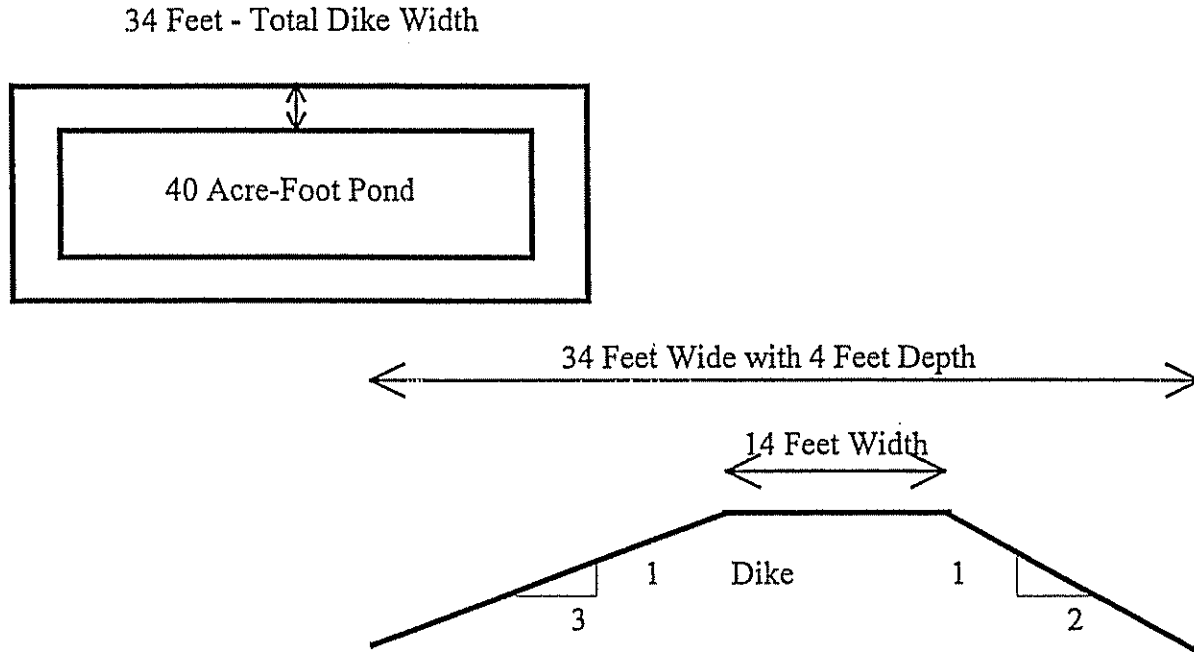 34 Feet - Total Dike Width
40 Acre-Foot Pond
34 Feet Wide with 4 Feet Depth
14 Feet Width
1 Dike 1
3 2